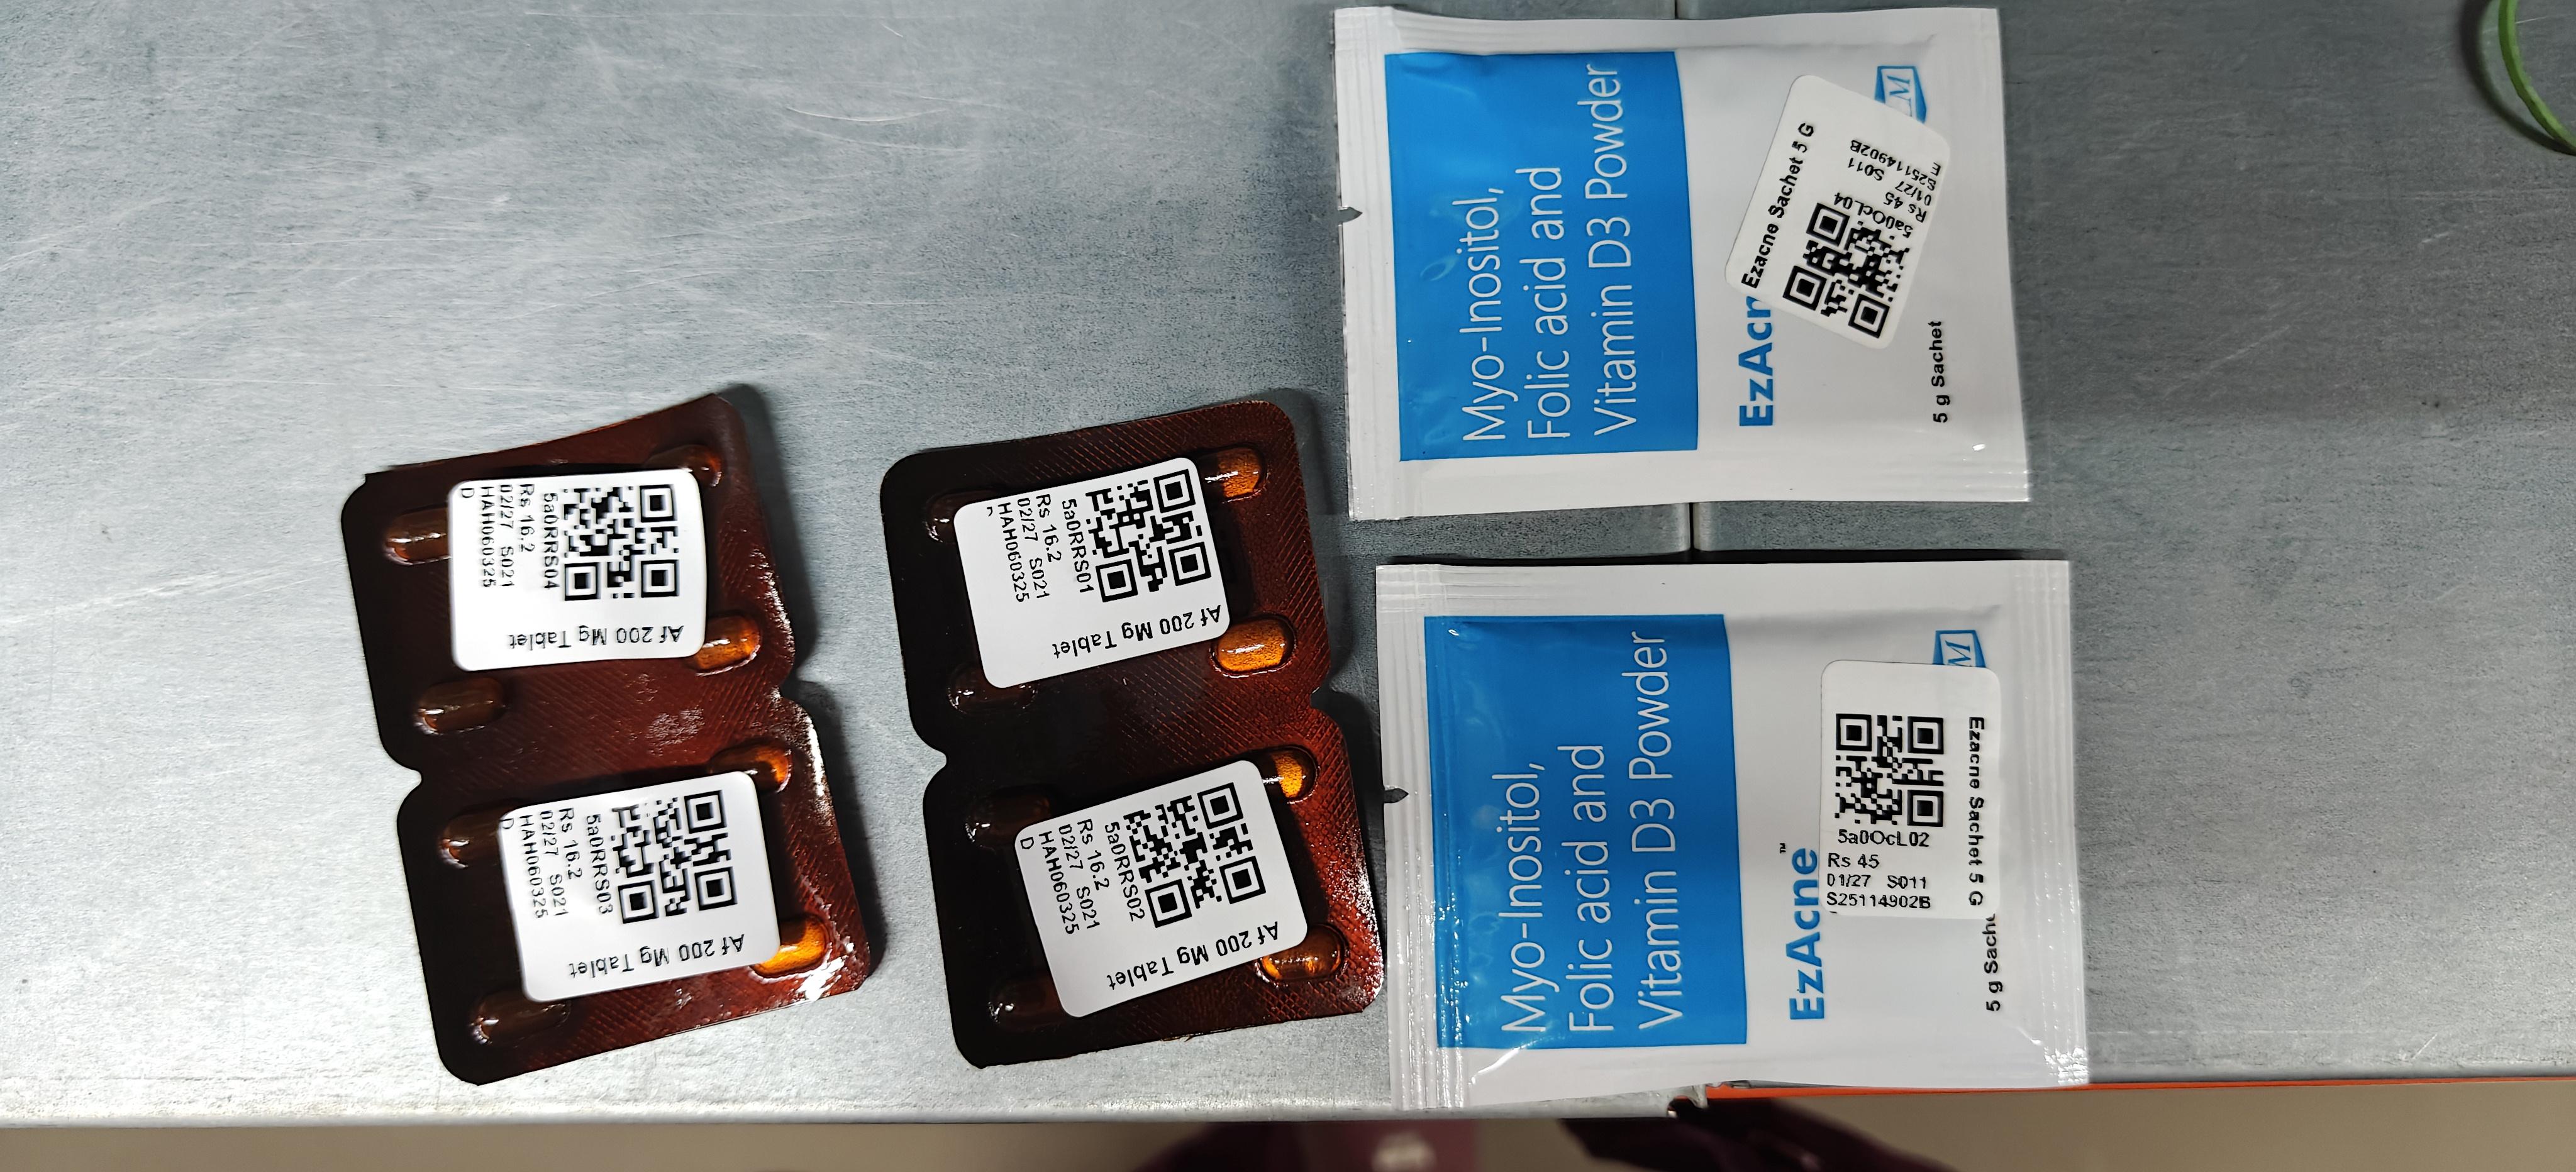 Af 200 Mg Tablet
5a0RRS04
Rs 16.2
02/27 S021
HAH060325
D
Af 200 Mg Tablet
5a0RRS03
Rs 16.2
02/27 S021
HAH060325
D
Af 200 Mg Tablet
5a0RRS01
Rs 16.2
02/27 S021
HAH060325
Af 200 Mg Tablet
5a0RRS02
Rs 16.2
02/27 S021
HAH060325
D
Myo-Inositol,
Folic acid and
Vitamin D3 Powder
Ezacne Sachet 5 G
5a0OcL04
Rs 45
01/27 S011
S25114902B
E
5 g Sachet
Myo-Inositol,
Folic acid and
Vitamin D3 Powder
EzAcne™
Ezacne Sachet 5 G
5a0OcL02
Rs 45
01/27 S011
S25114902B
5 g